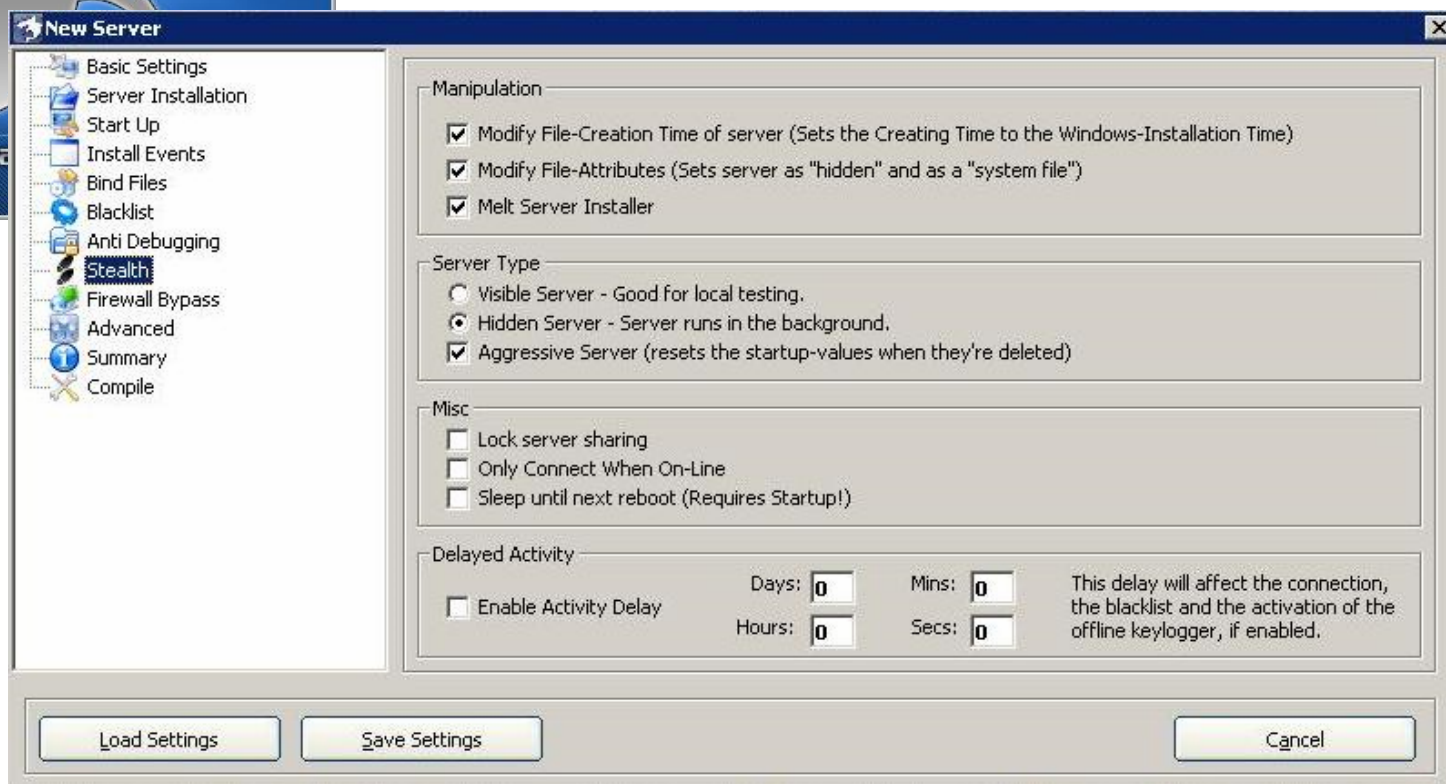 New Server
Basic Settings
Server Installation
Start Up
Install Events
Bind Files
Blacklist
Anti Debugging
Stealth
Firewall Bypass
Advanced
Summary
Compile
Manipulation
Modify File-Creation Time of server (Sets the Creating Time to the Windows-Installation Time)
Modify File-Attributes (Sets server as "hidden" and as a "system file")
Melt Server Installer
Server Type
Visible Server - Good for local testing.
Hidden Server - Server runs in the background.
Aggressive Server (resets the startup-values when they're deleted)
Misc
Lock server sharing
Only Connect When On-Line
Sleep until next reboot (Requires Startup!)
Delayed Activity
Enable Activity Delay
Days: 0
Mins: 0
Hours: 0
Secs: 0
This delay will affect the connection,
the blacklist and the activation of the
offline keylogger, if enabled.
Load Settings
Save Settings
Cancel